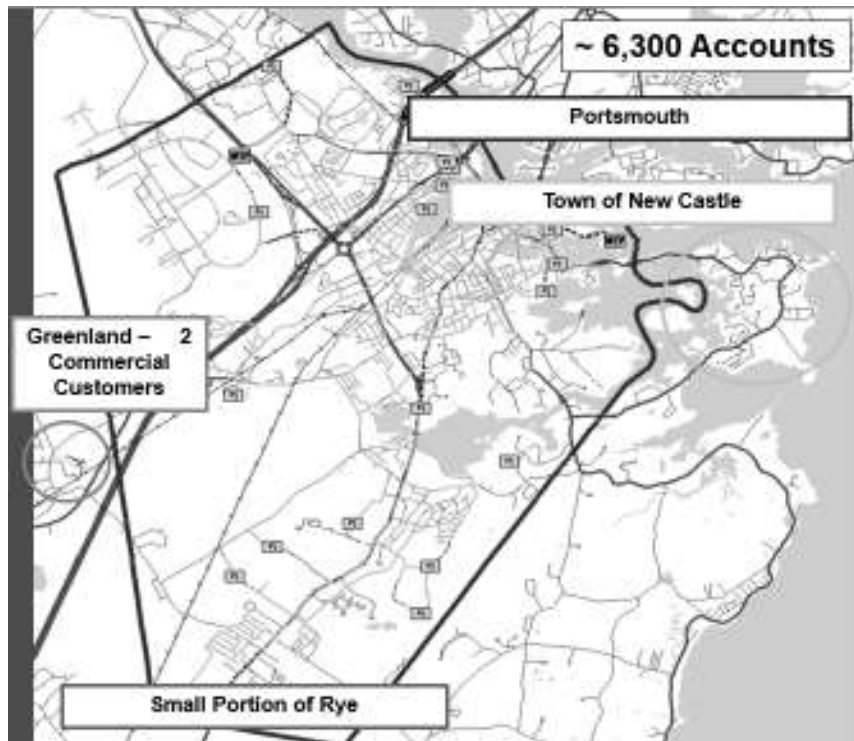 ~ 6,300 Accounts
Portsmouth
Town of New Castle
Greenland – 2
Commercial
Customers
Small Portion of Rye